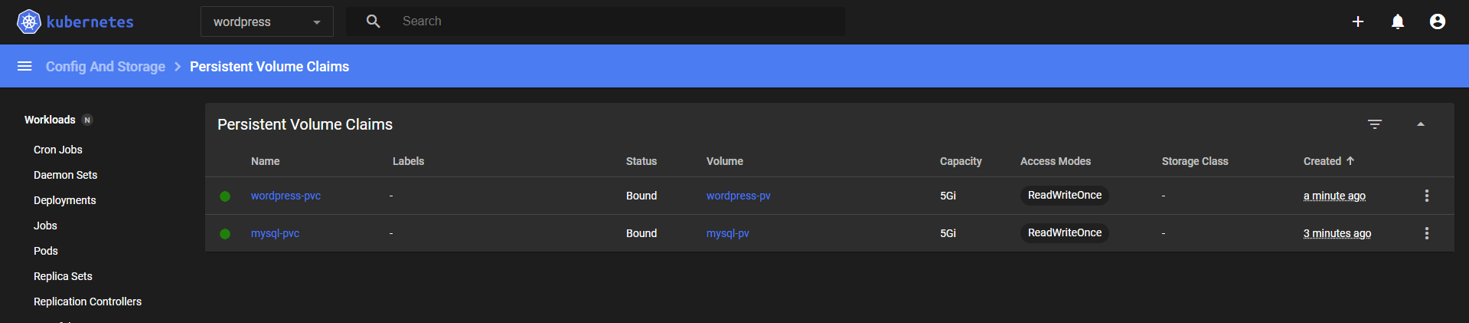 kubernetes wordpress Search
Config And Storage Persistent Volume Claims
Workloads N
Cron Jobs
Daemon Sets
Deployments
Jobs
Pods
Replica Sets
Replication Controllers
Persistent Volume Claims
Name Labels Status Volume Capacity Access Modes Storage Class Created
wordpress-pvc - Bound wordpress-pv 5Gi ReadWriteOnce - a minute ago
mysql-pvc - Bound mysql-pv 5Gi ReadWriteOnce - 3 minutes ago